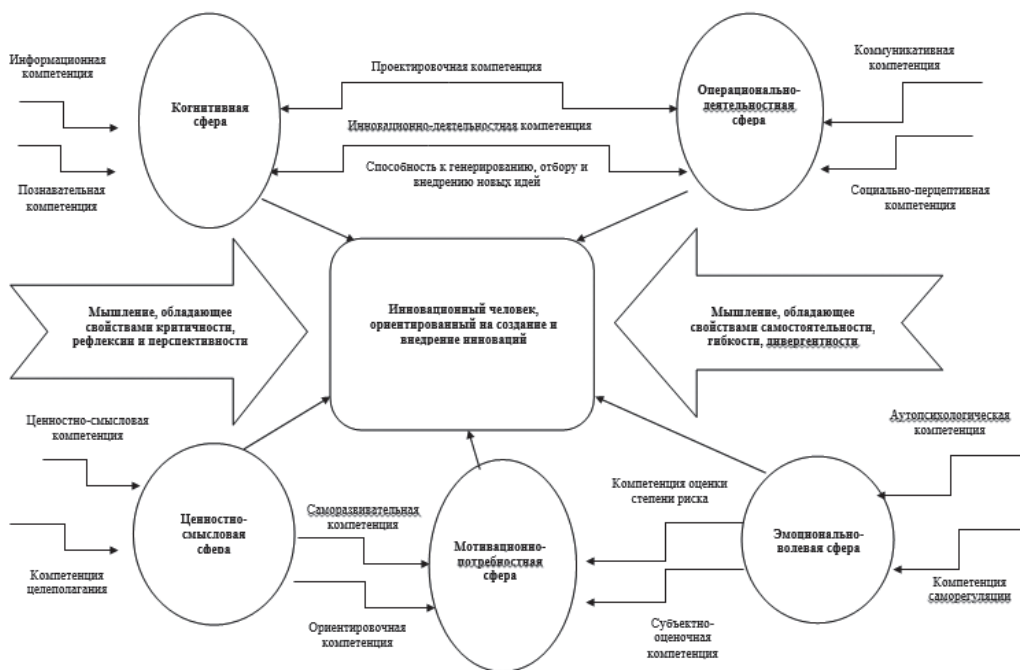 Информационная
компетенция
Когнитивная
сфера
Познавательная
компетенция
Проектировочная компетенция
Инновационно-деятельностная компетенция
Способность к генерированию, отбору и
внедрению новых идей
Операционально-
деятельностная
сфера
Коммуникативная
компетенция
Социально-перцептивная
компетенция
Мышление, обладающее
свойствами критичности,
рефлексии и перспективности
Инновационный человек,
ориентированный на создание и
внедрение инноваций
Мышление, обладающее
свойствами самостоятельности,
гибкости, дивергентности
Ценностно-смысловая
компетенция
Ценностно-
смысловая
сфера
Компетенция
целеполагания
Саморазвивательная
компетенция
Ориентировочная
компетенция
Мотивационно-
потребностная
сфера
Компетенция оценки
степени риска
Субъектно-
оценочная
компетенция
Эмоционально-
волевая сфера
Аутопсихологическая
компетенция
Компетенция
саморегуляции